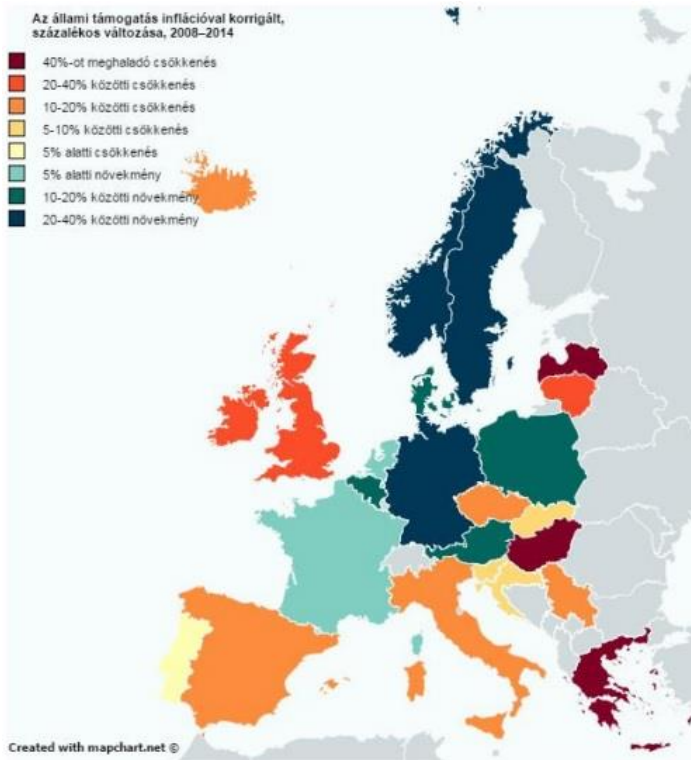 Az állami támogatás inflációval korrigált,
százalékos változása, 2008–2014
40%-ot meghaladó csökkenés
20-40% közötti csökkenés
10-20% közötti csökkenés
5-10% közötti csökkenés
5% alatti csökkenés
5% alatti növekmény
10-20% közötti növekmény
20-40% közötti növekmény
Created with mapchart.net ©